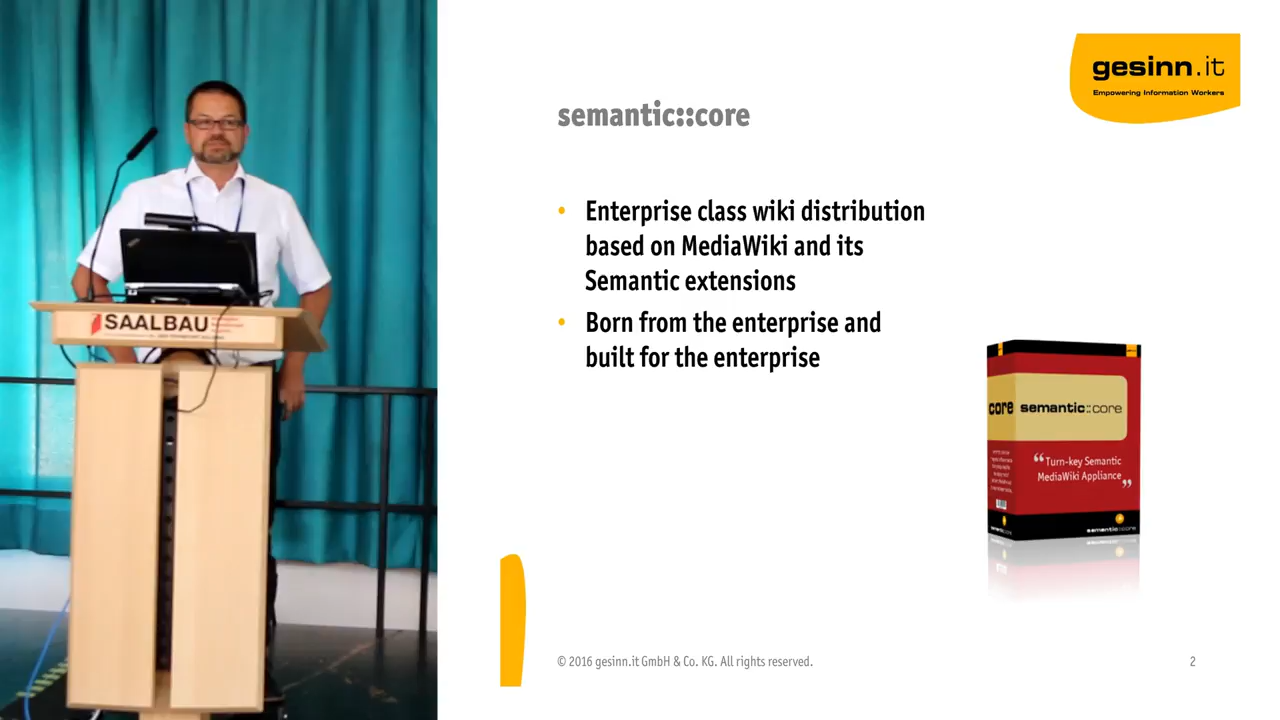 gesinn.it
Empowering Information Workers
semantic::core
• Enterprise class wiki distribution
based on MediaWiki and its
Semantic extensions
• Born from the enterprise and
built for the enterprise
SAALBAU
core
semantic::core
“ Turn-key Semantic
MediaWiki Appliance ”
semantic::core
© 2016 gesinn.it GmbH & Co. KG. All rights reserved.
2